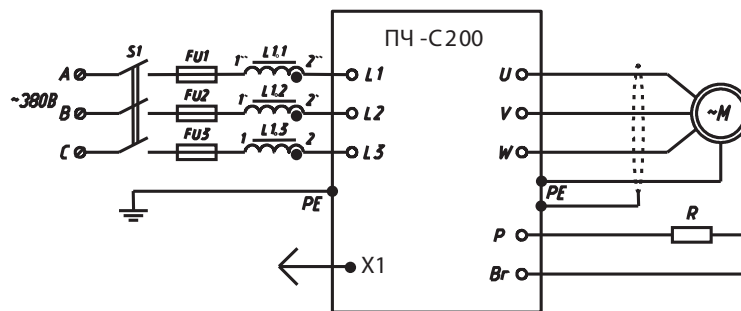 ПЧ -С200
S1
FU1
1`` L1,1 2``
A
L1
U
~380В
FU2
1` L1,2 2`
B
L2
V
~M
FU3
1 L1,3 2
C
L3
W
PE
PE
P
R
X1
Br